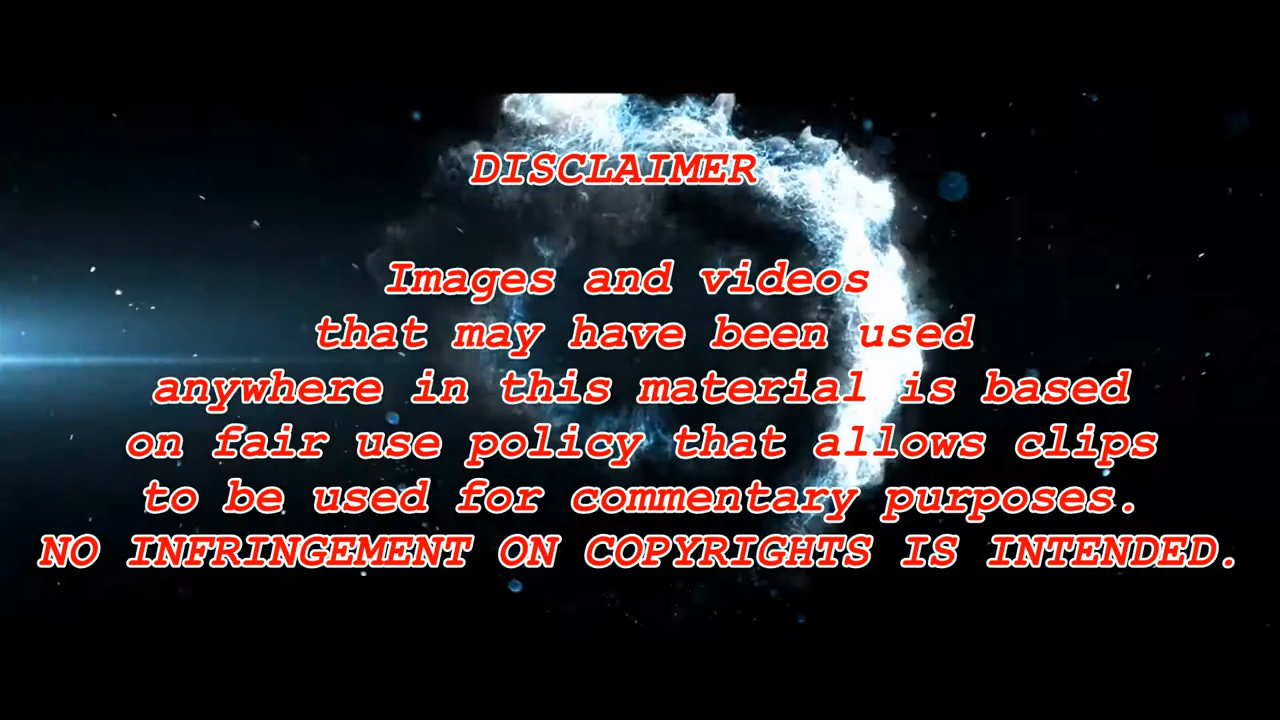 DISCLAIMER
Images and videos
that may have been used
anywhere in this material is based
on fair use policy that allows clips
to be used for commentary purposes.
NO INFRINGEMENT ON COPYRIGHTS IS INTENDED.